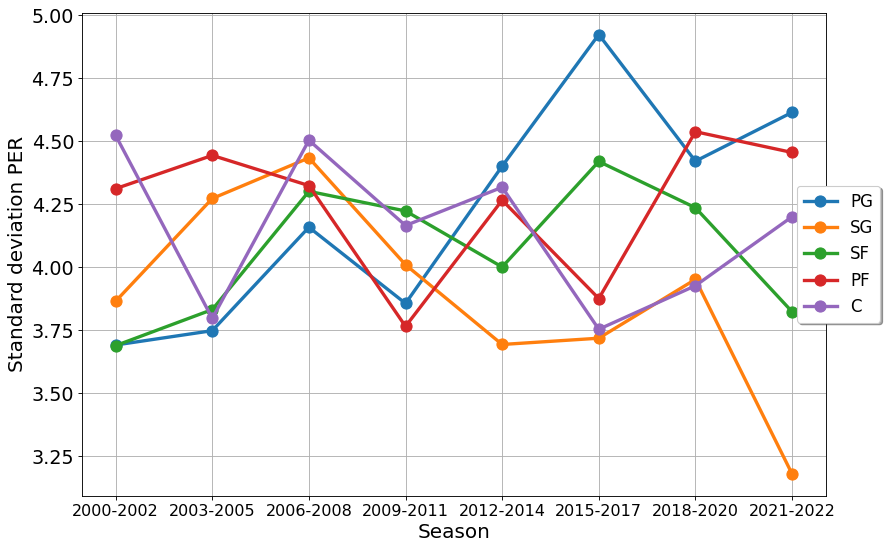 Standard deviation PER
5.00
4.75
4.50
4.25
4.00
3.75
3.50
3.25
2000-2002 2003-2005 2006-2008 2009-2011 2012-2014 2015-2017 2018-2020 2021-2022
Season
PG
SG
SF
PF
C